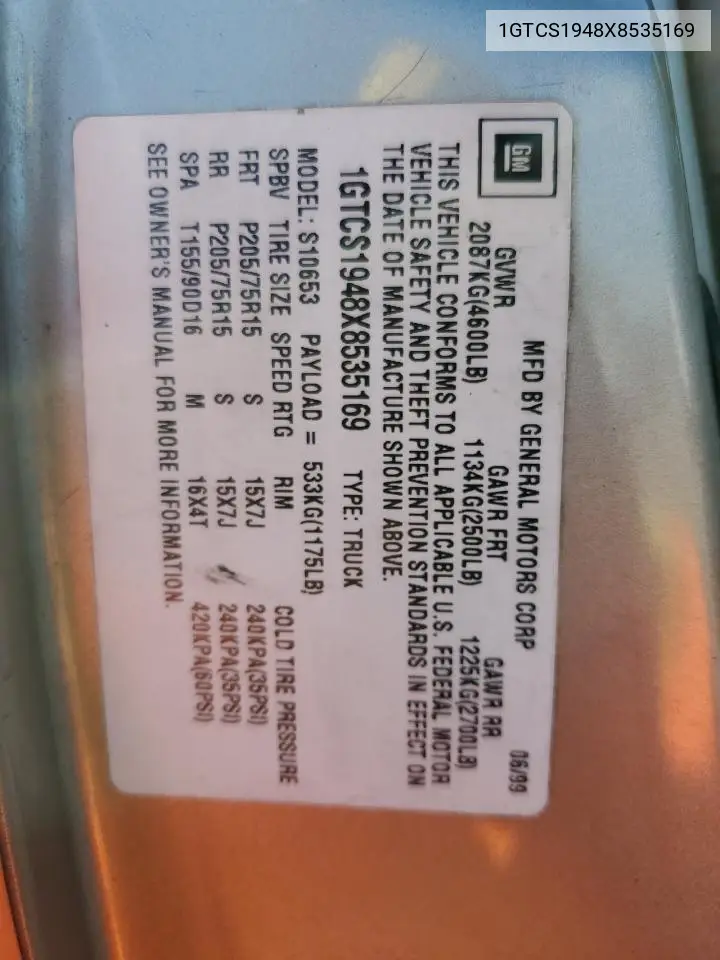 1GTCS1948X8535169
GM
MFD BY GENERAL MOTORS CORP 06/99
GVWR GAWR FRT GAWR RR
2087KG(4600LB) 1134KG(2500LB) 1225KG(2700LB)
THIS VEHICLE CONFORMS TO ALL APPLICABLE U.S. FEDERAL MOTOR
VEHICLE SAFETY AND THEFT PREVENTION STANDARDS IN EFFECT ON
THE DATE OF MANUFACTURE SHOWN ABOVE.
1GTCS1948X8535169 TYPE: TRUCK
MODEL: S10653 PAYLOAD = 533KG(1175LB)
SPBV TIRE SIZE SPEED RTG RIM COLD TIRE PRESSURE
FRT P205/75R15 S 15X7J 240KPA(35PSI)
RR P205/75R15 S 15X7J 240KPA(35PSI)
SPA T155/90D16 M 16X4T 420KPA(60PSI)
SEE OWNER'S MANUAL FOR MORE INFORMATION.